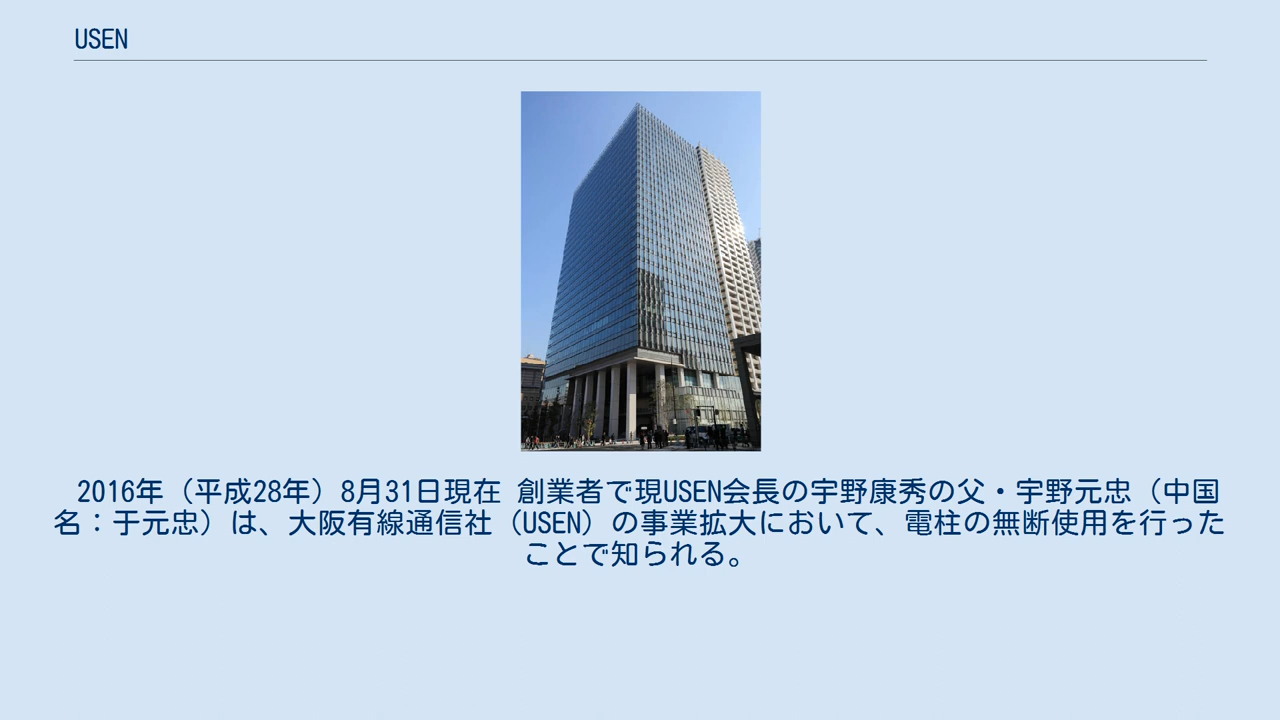 USEN
2016年（平成28年）8月31日現在 創業者で現USEN会長の宇野康秀の父・宇野元忠（中国
名：于元忠）は、大阪有線通信社（USEN）の事業拡大において、電柱の無断使用を行った
ことで知られる。